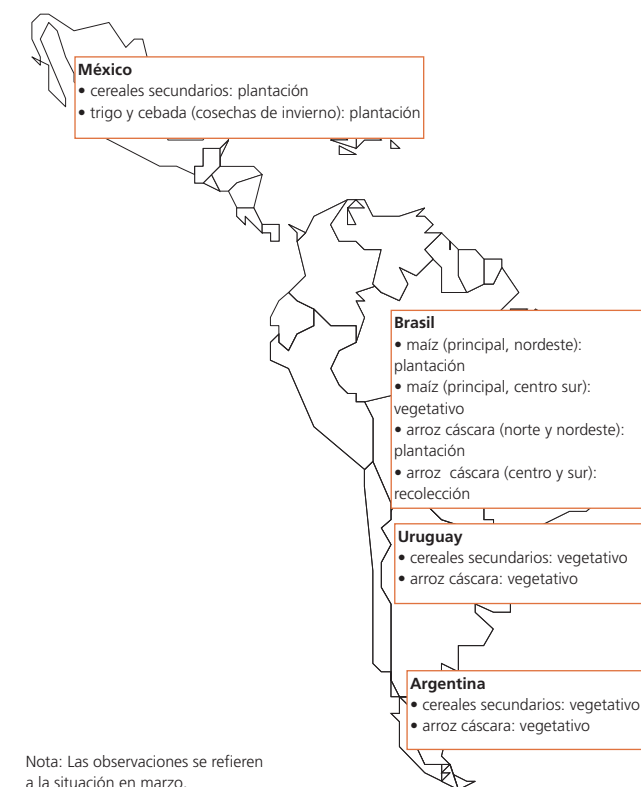 México
• cereales secundarios: plantación
• trigo y cebada (cosechas de invierno): plantación
Brasil
• maíz (principal, nordeste):
plantación
• maíz (principal, centro sur):
vegetativo
• arroz cáscara (norte y nordeste):
plantación
• arroz cáscara (centro y sur):
recolección
Uruguay
• cereales secundarios: vegetativo
• arroz cáscara: vegetativo
Argentina
• cereales secundarios: vegetativo
• arroz cáscara: vegetativo
Nota: Las observaciones se refieren
a la situación en marzo.